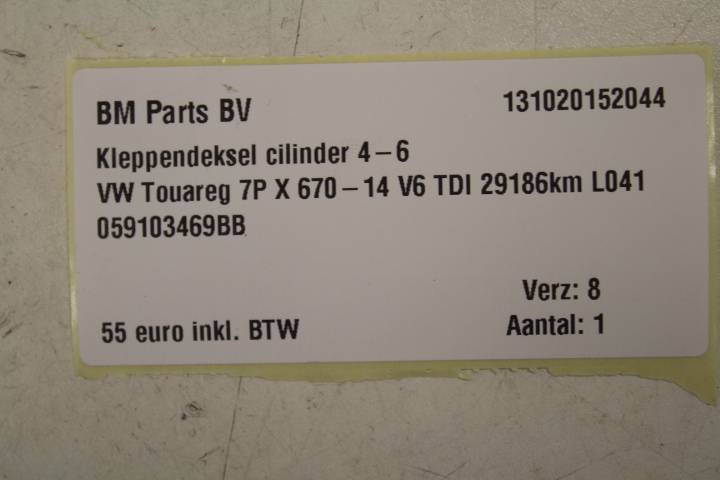 BM Parts BV 131020152044
Kleppendeksel cilinder 4-6
VW Touareg 7P X 670-14 V6 TDI 29186km L041
059103469BB
Verz: 8
55 euro inkl. BTW Aantal: 1